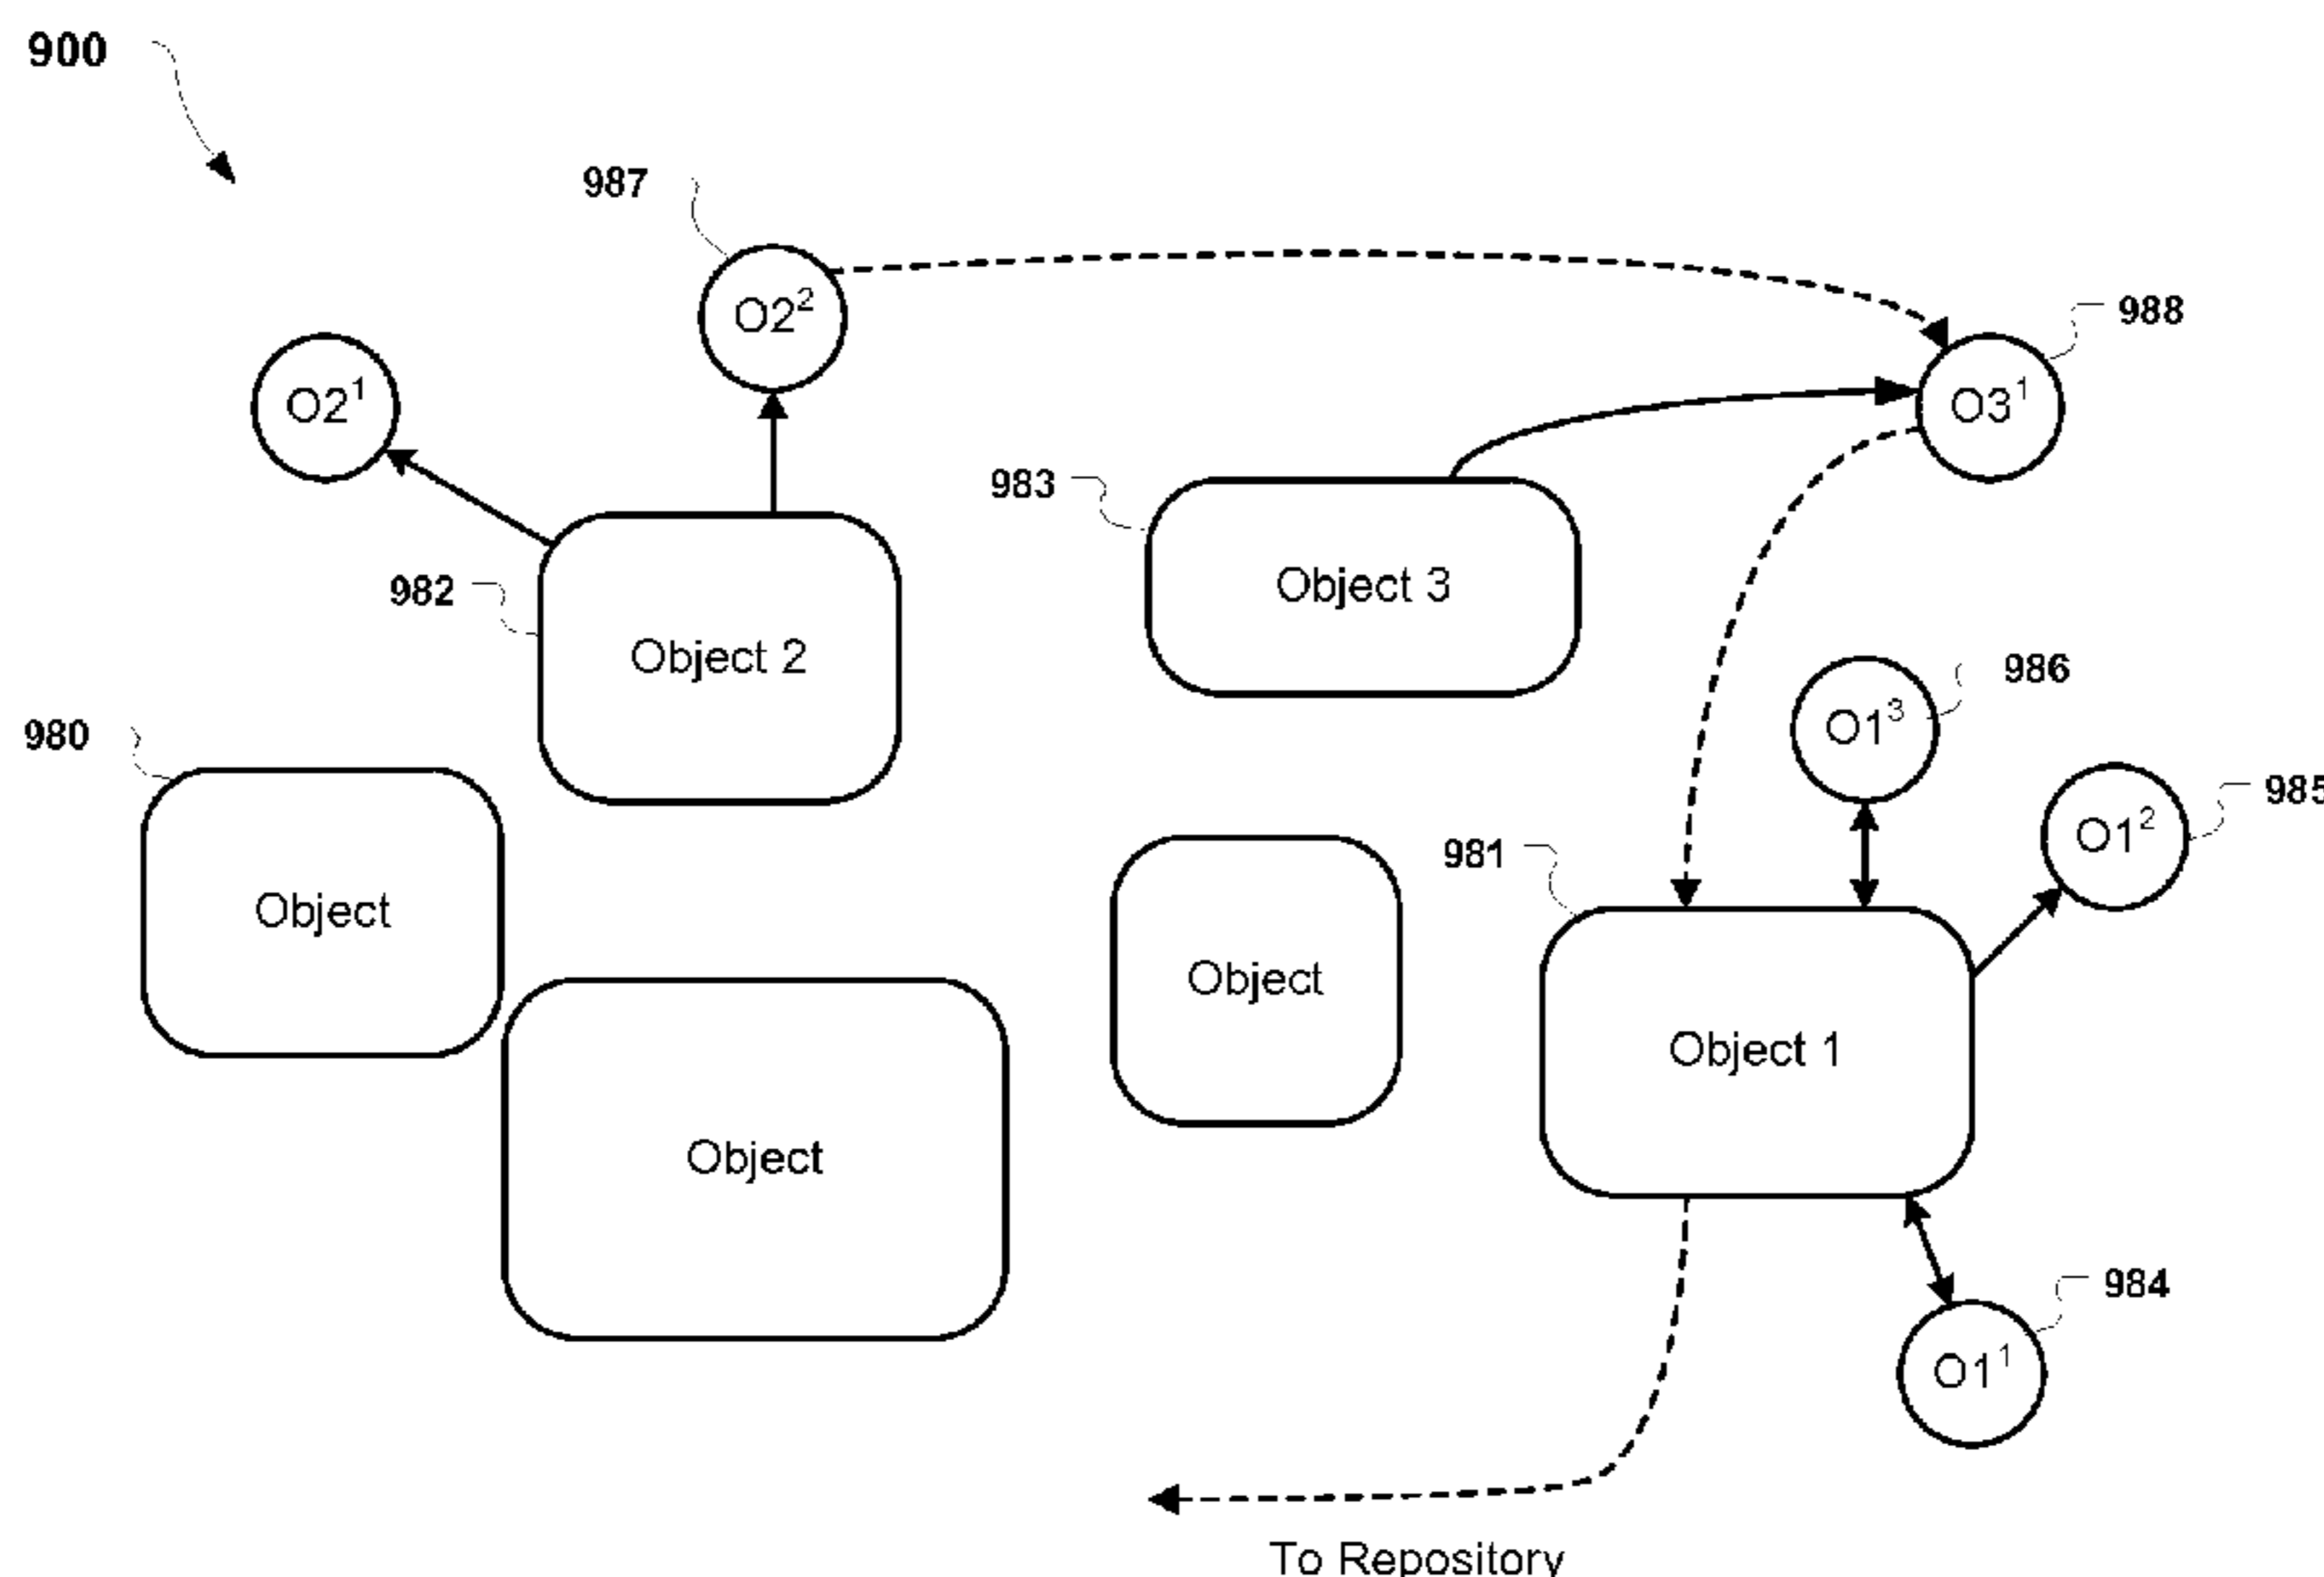 900
987
O2²
988
O2¹
O3¹
983
982
Object 3
Object 2
986
O1³
980
985
O1²
981
Object
Object
Object 1
Object
984
O1¹
To Repository